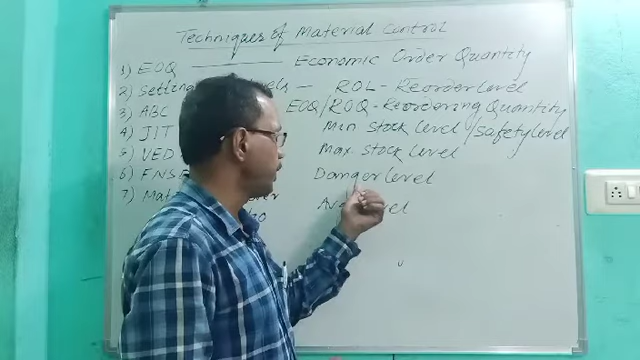 Techniques of Material Control
1) EOQ — Economic Order Quantity
2) Setting — ROL - Reorder Level
3) ABC EOQ/ROQ - Reordering Quantity
4) JIT Min Stock Level/Safety Level
5) VED Max. Stock Level
6) FNS Danger Level
7)